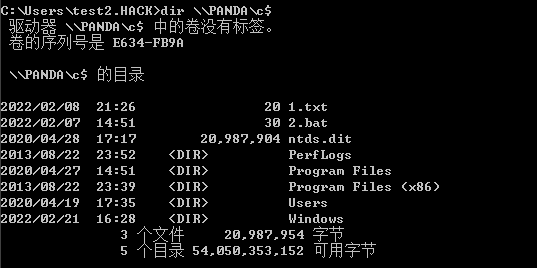 C:\Users\test2.HACK>dir \\PANDA\c$
驱动器 \\PANDA\c$ 中的卷没有标签。
卷的序列号是 E634-FB9A
\\PANDA\c$ 的目录
2022/02/08  21:26                20 1.txt
2022/02/07  14:51                30 2.bat
2020/04/28  17:17        20,987,904 ntds.dit
2013/08/22  23:52    <DIR>          PerfLogs
2020/04/27  14:51    <DIR>          Program Files
2013/08/22  23:39    <DIR>          Program Files (x86)
2020/04/19  17:35    <DIR>          Users
2022/02/21  16:28    <DIR>          Windows
3 个文件     20,987,954 字节
5 个目录 54,050,353,152 可用字节